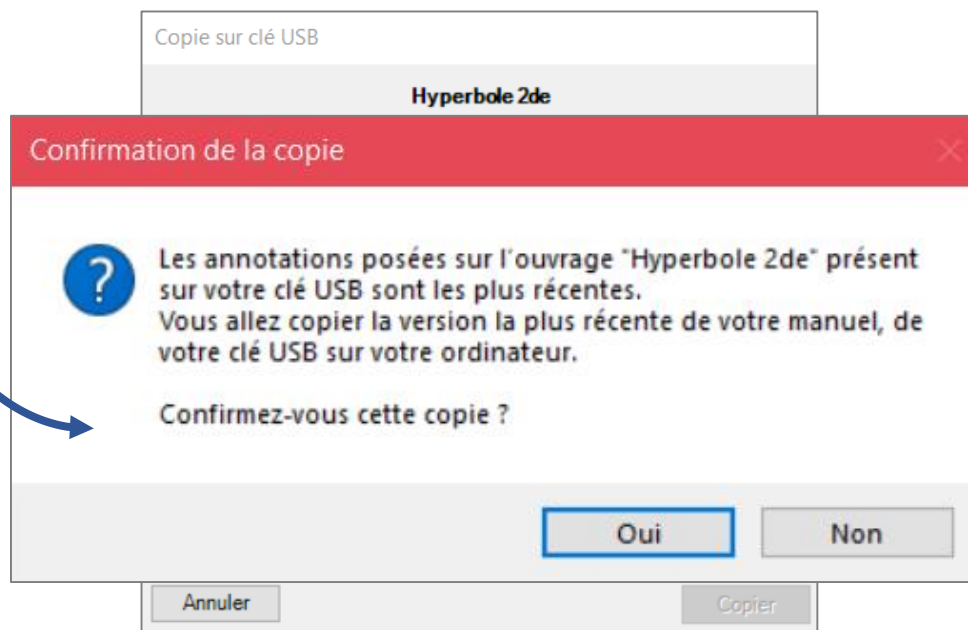 Copie sur clé USB
Hyperbole 2de
Confirmation de la copie
?
Les annotations posées sur l'ouvrage "Hyperbole 2de" présent
sur votre clé USB sont les plus récentes.
Vous allez copier la version la plus récente de votre manuel, de
votre clé USB sur votre ordinateur.
Confirmez-vous cette copie ?
Oui
Non
Annuler
Copier